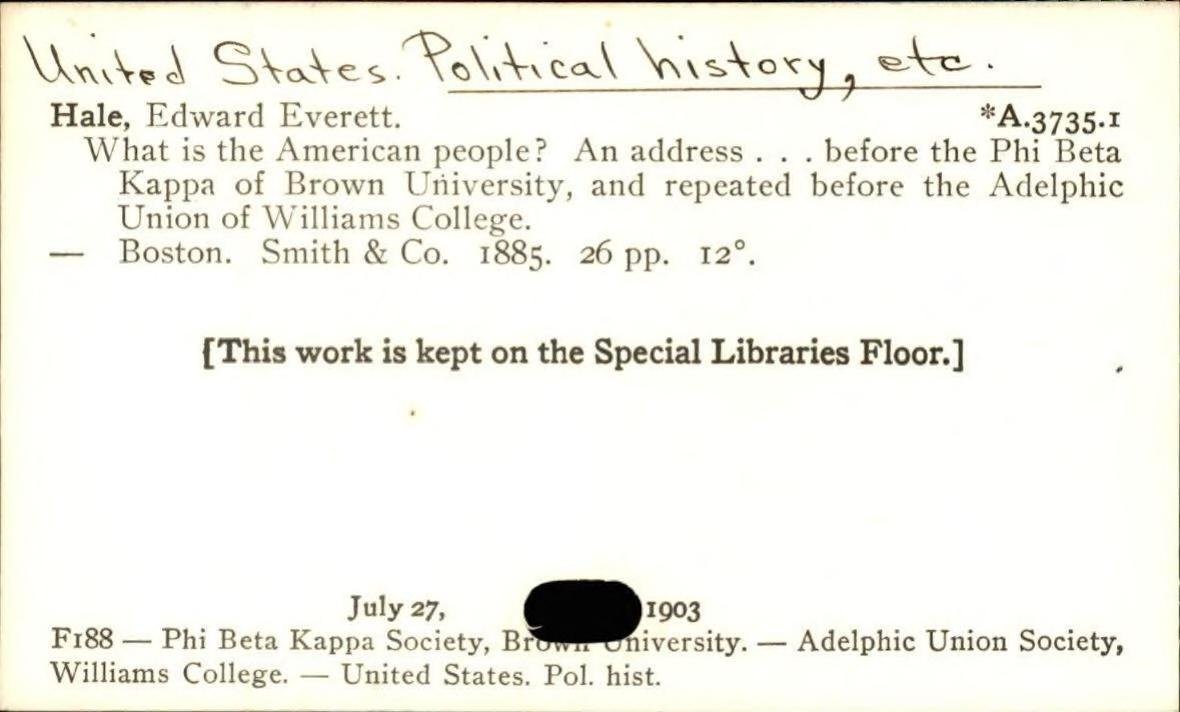 United States. Political history, etc.
Hale, Edward Everett. *A.3735.1
What is the American people? An address . . . before the Phi Beta
Kappa of Brown University, and repeated before the Adelphic
Union of Williams College.
— Boston. Smith & Co. 1885. 26 pp. 12°.
[This work is kept on the Special Libraries Floor.]
July 27, 1903
F188 — Phi Beta Kappa Society, Brown University. — Adelphic Union Society,
Williams College. — United States. Pol. hist.